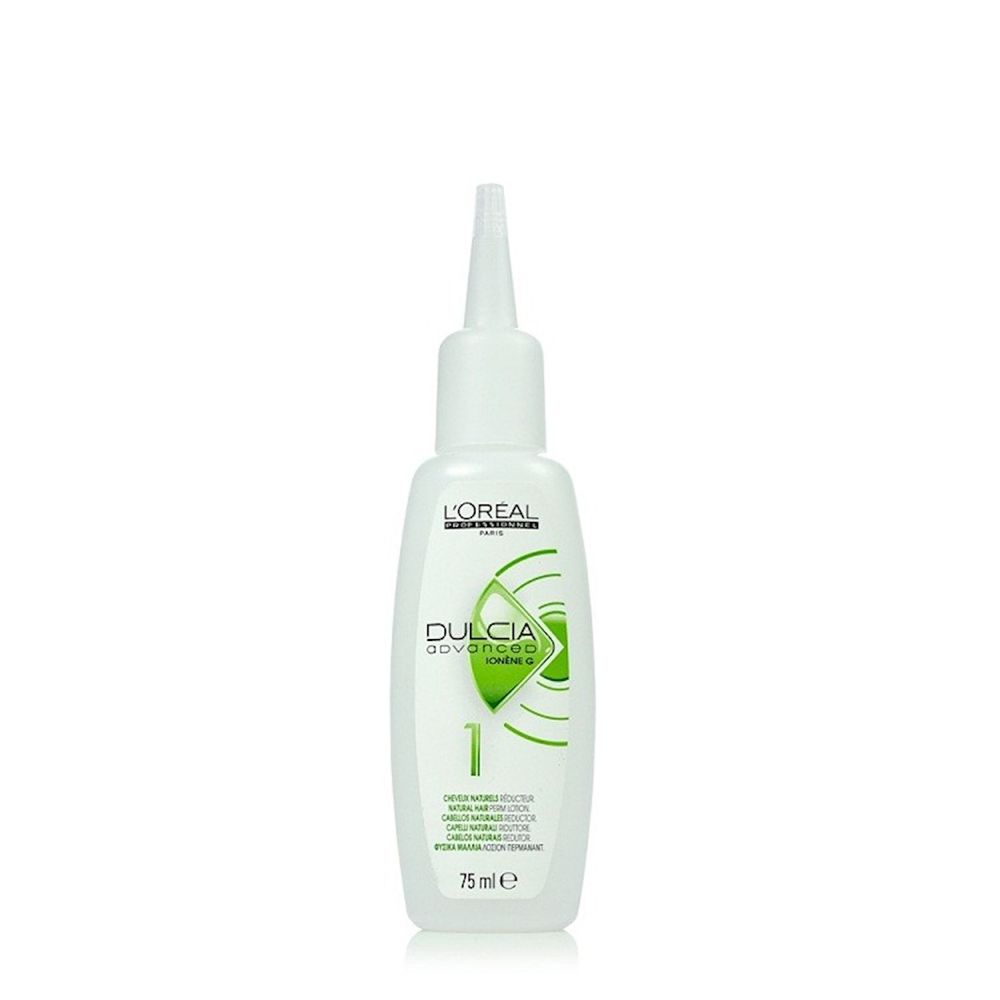 L'ORÉAL
PROFESSIONNEL
PARIS
DULCIA
advanced
IONÈNE G
1
CHEVEUX NATURELS RÉDUCTEUR.
NATURAL HAIR PERM LOTION.
CABELLOS NATURALES REDUCTOR.
CAPELLI NATURALI RIDUTTORE.
CABELOS NATURAIS REDUTOR.
ΦΥΣΙΚΑ ΜΑΛΛΙΑ ΛΟΣΙΟΝ ΠΕΡΜΑΝΑΝΤ.
75 ml ℮